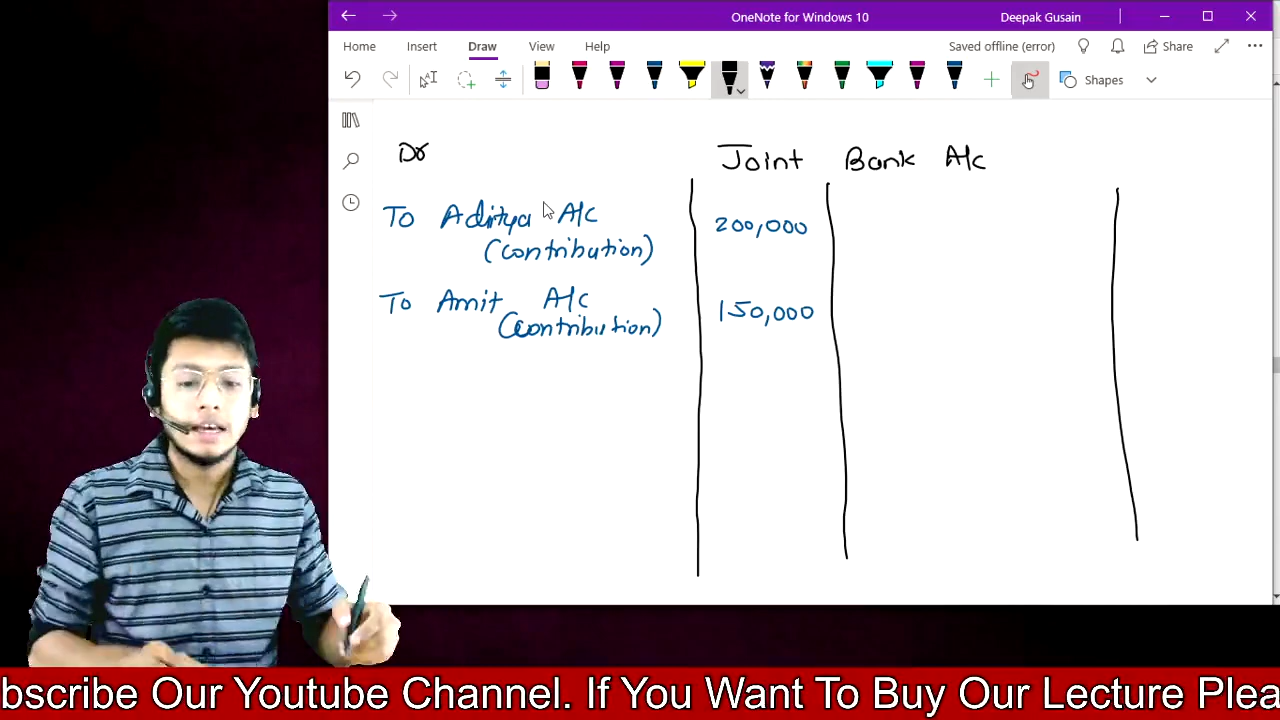 OneNote for Windows 10
Deepak Gusain
Home Insert Draw View Help
Saved offline (error)
Share
Shapes
Dr
Joint Bank A/c
To Aditya A/c
200,000
(contribution)
To Amit A/c
150,000
(contribution)
bscribe Our Youtube Channel. If You Want To Buy Our Lecture Plea